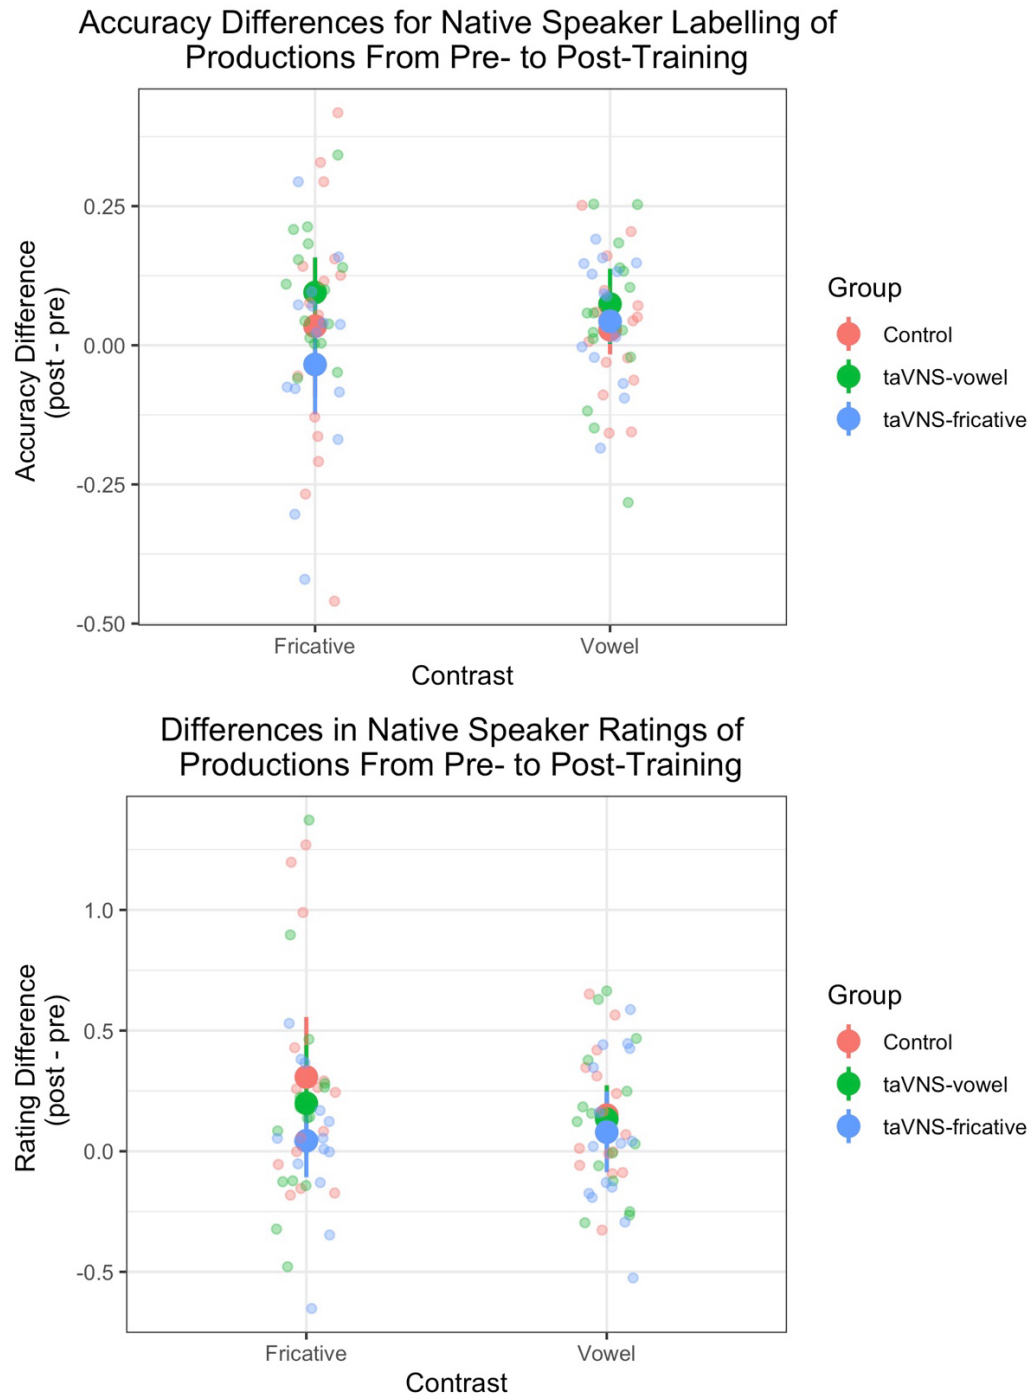 Accuracy Differences for Native Speaker Labelling of
Productions From Pre- to Post-Training
Accuracy Difference
(post - pre)
0.25
0.00
-0.25
-0.50
Fricative
Vowel
Contrast
Group
Control
taVNS-vowel
taVNS-fricative
Differences in Native Speaker Ratings of
Productions From Pre- to Post-Training
Rating Difference
(post - pre)
1.0
0.5
0.0
-0.5
Fricative
Vowel
Contrast
Group
Control
taVNS-vowel
taVNS-fricative